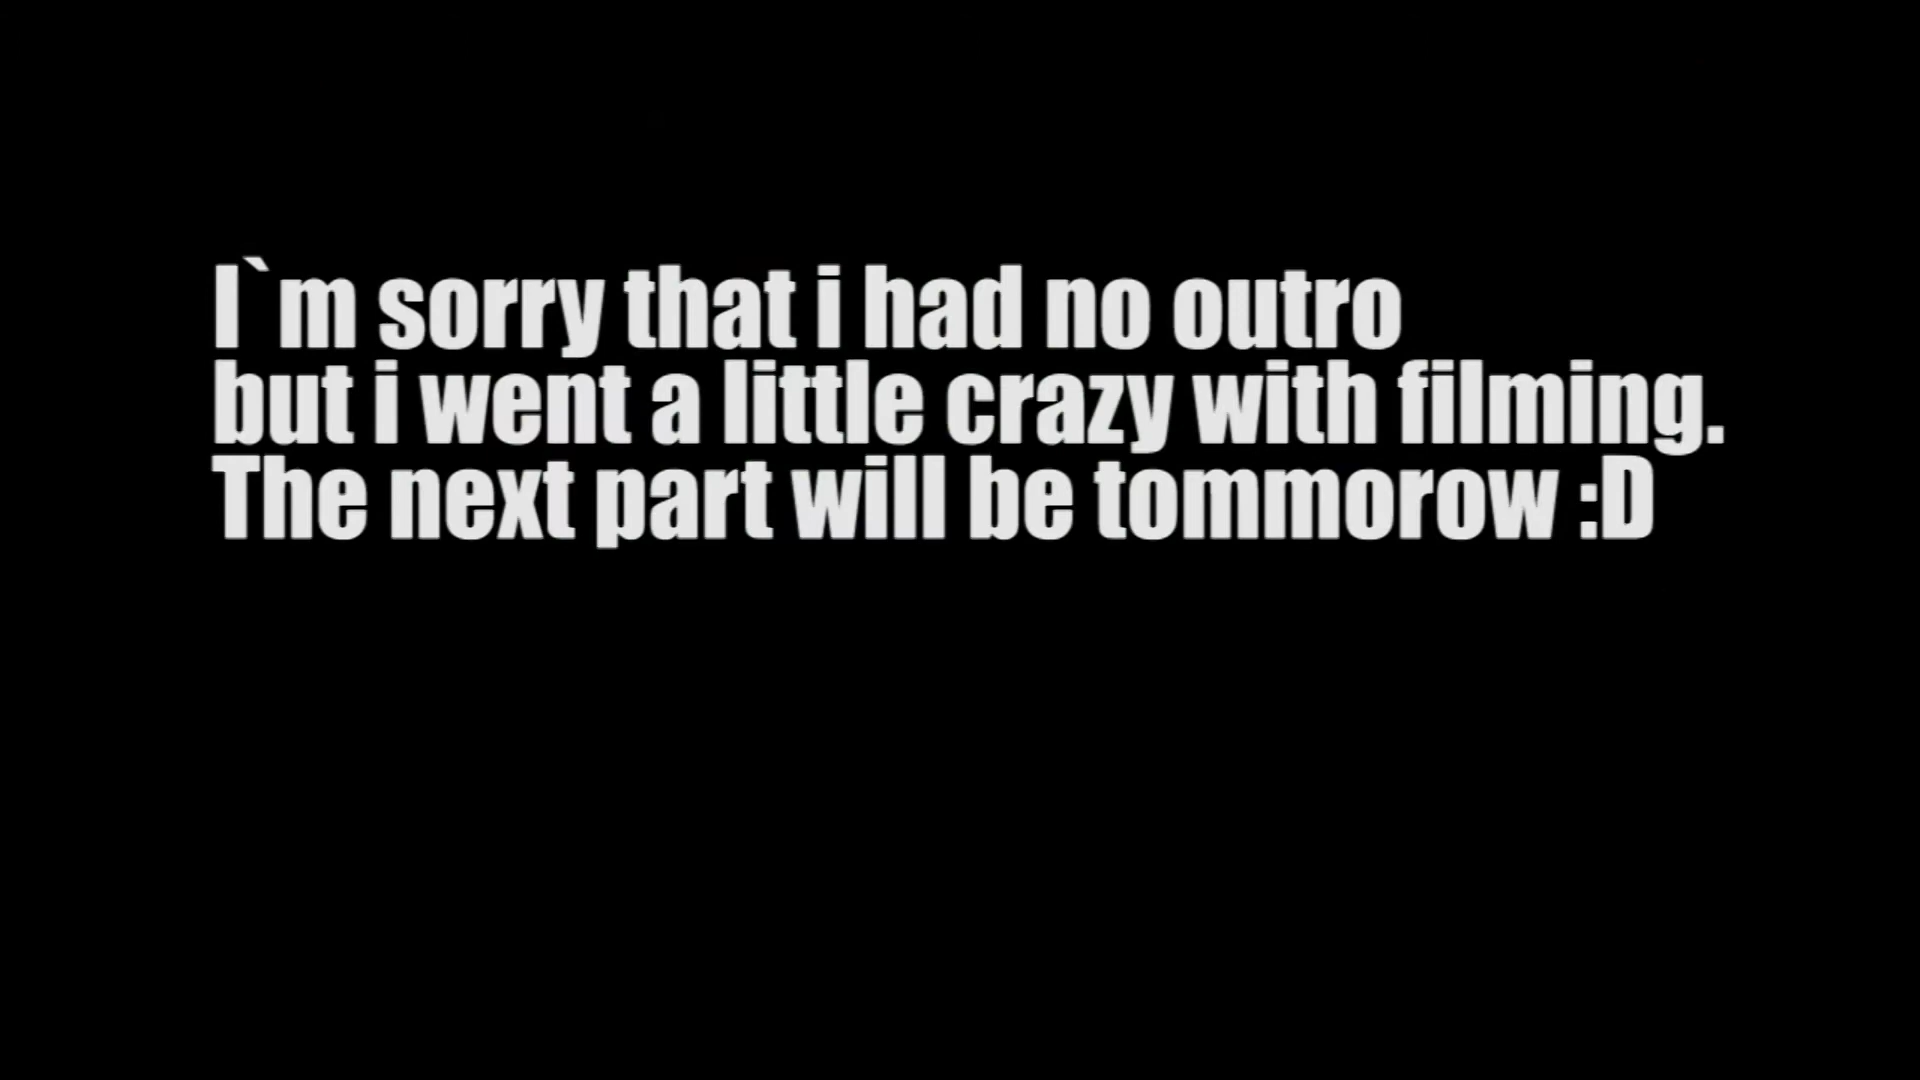 I`m sorry that i had no outro
but i went a little crazy with filming.
The next part will be tommorow :D